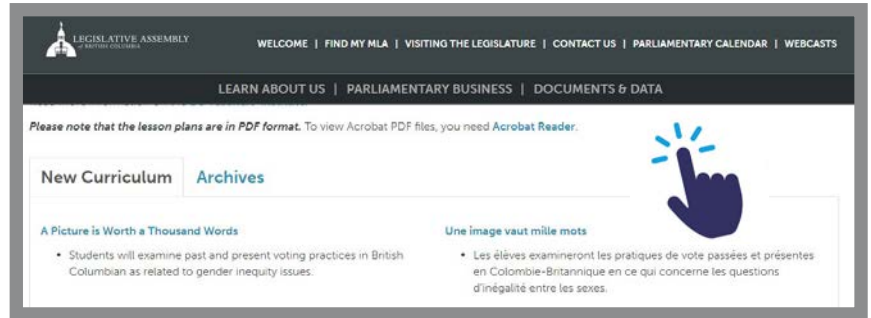 LEGISLATIVE ASSEMBLY
of BRITISH COLUMBIA
WELCOME | FIND MY MLA | VISITING THE LEGISLATURE | CONTACT US | PARLIAMENTARY CALENDAR | WEBCASTS
LEARN ABOUT US | PARLIAMENTARY BUSINESS | DOCUMENTS & DATA
Please note that the lesson plans are in PDF format. To view Acrobat PDF files, you need Acrobat Reader.
New Curriculum Archives
A Picture is Worth a Thousand Words
• Students will examine past and present voting practices in British
Columbian as related to gender inequity issues.
Une image vaut mille mots
• Les élèves examineront les pratiques de vote passées et présentes
en Colombie-Britannique en ce qui concerne les questions
d'inégalité entre les sexes.